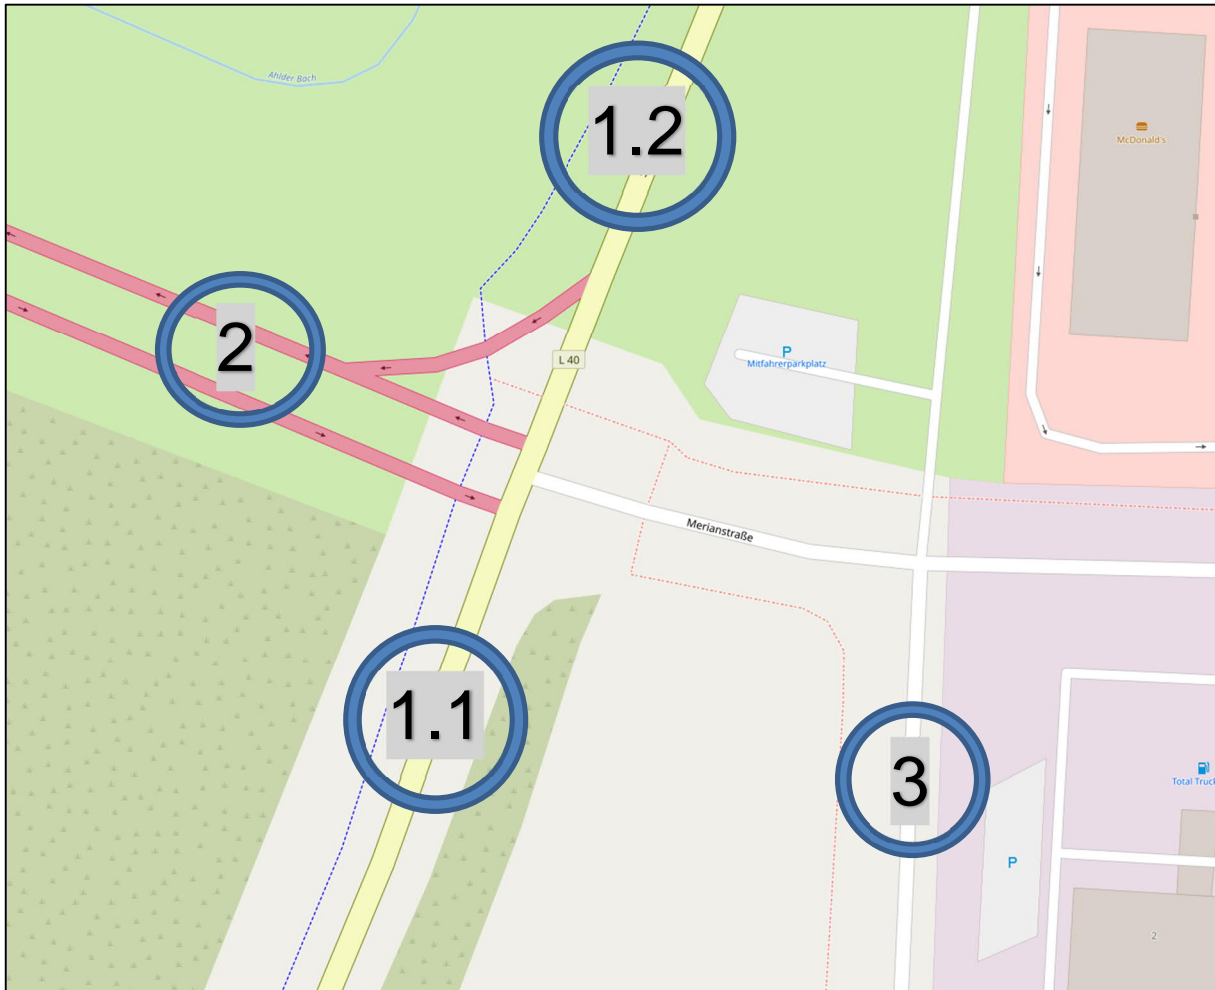 Ahlder Bach
1.2
McDonald's
2
L 40
P
Mitfahrerparkplatz
Merianstraße
1.1
3
Total Truck
P
2